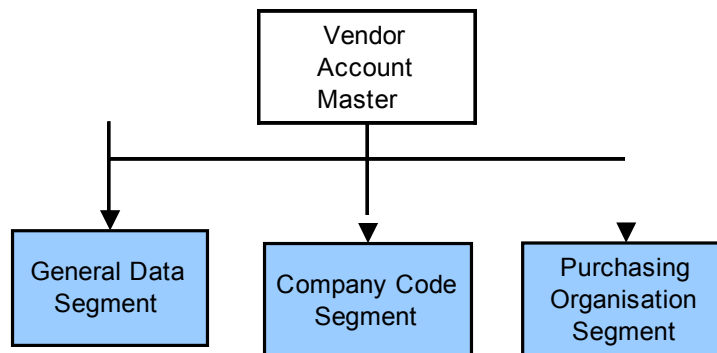 Vendor
Account
Master
General Data
Segment
Company Code
Segment
Purchasing
Organisation
Segment